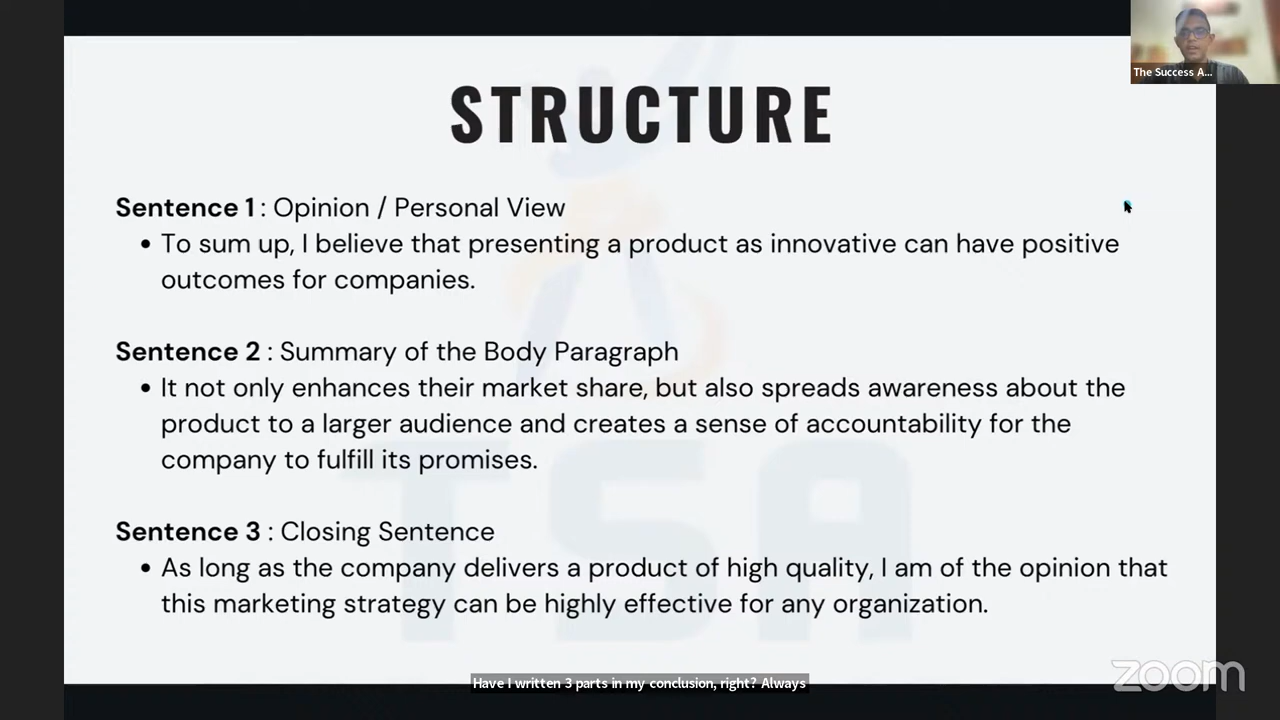 The Success A...
STRUCTURE
Sentence 1 : Opinion / Personal View
• To sum up, I believe that presenting a product as innovative can have positive
outcomes for companies.
Sentence 2 : Summary of the Body Paragraph
• It not only enhances their market share, but also spreads awareness about the
product to a larger audience and creates a sense of accountability for the
company to fulfill its promises.
Sentence 3 : Closing Sentence
• As long as the company delivers a product of high quality, I am of the opinion that
this marketing strategy can be highly effective for any organization.
TSA
zoom
Have I written 3 parts in my conclusion, right? Always